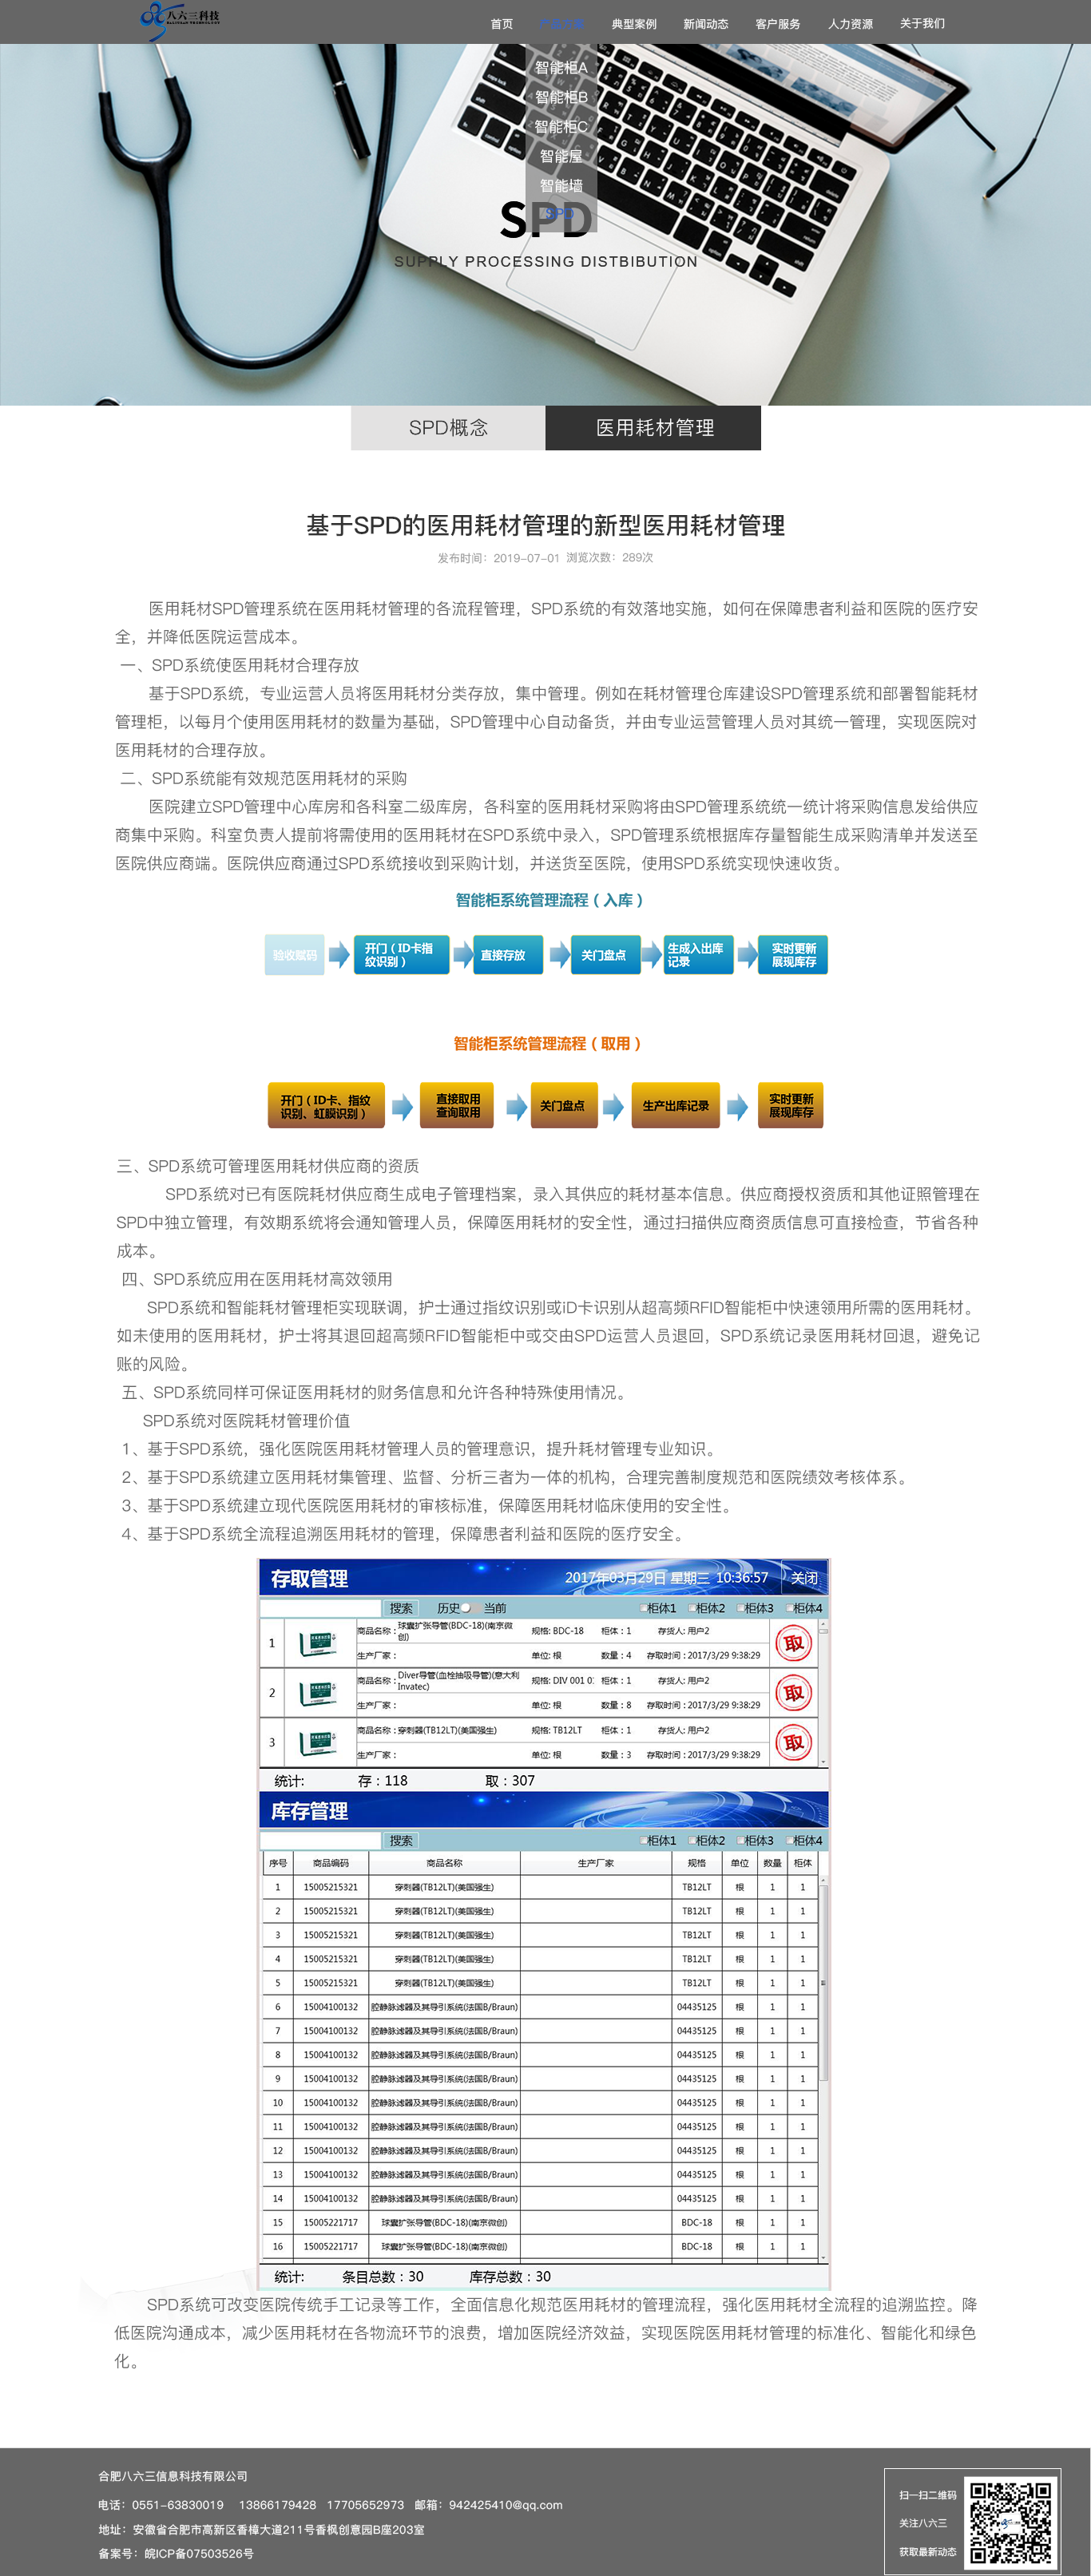 八六三科技
首页 产品方案 典型案例 新闻动态 客户服务 人力资源 关于我们
智能柜A
智能柜B
智能柜C
智能屋
智能墙
SPD
SPD
SUPPLY PROCESSING DISTBIBUTION
SPD概念 医用耗材管理
基于SPD的医用耗材管理的新型医用耗材管理
发布时间：2019-07-01 浏览次数：289次
医用耗材SPD管理系统在医用耗材管理的各流程管理，SPD系统的有效落地实施，如何在保障患者利益和医院的医疗安
全，并降低医院运营成本。
一、SPD系统使医用耗材合理存放
基于SPD系统，专业运营人员将医用耗材分类存放，集中管理。例如在耗材管理仓库建设SPD管理系统和部署智能耗材
管理柜，以每月个使用医用耗材的数量为基础，SPD管理中心自动备货，并由专业运营管理人员对其统一管理，实现医院对
医用耗材的合理存放。
二、SPD系统能有效规范医用耗材的采购
医院建立SPD管理中心库房和各科室二级库房，各科室的医用耗材采购将由SPD管理系统统一统计将采购信息发给供应
商集中采购。科室负责人提前将需使用的医用耗材在SPD系统中录入，SPD管理系统根据库存量智能生成采购清单并发送至
医院供应商端。医院供应商通过SPD系统接收到采购计划，并送货至医院，使用SPD系统实现快速收货。
智能柜系统管理流程（入库）
验收赋码 开门（ID卡指 直接存放 关门盘点 生成入出库 实时更新
纹识别） 记录 展现库存
智能柜系统管理流程（取用）
开门（ID卡、指纹 直接取用 关门盘点 生产出库记录 实时更新
识别、虹膜识别） 查询取用 展现库存
三、SPD系统可管理医用耗材供应商的资质
SPD系统对已有医院耗材供应商生成电子管理档案，录入其供应的耗材基本信息。供应商授权资质和其他证照管理在
SPD中独立管理，有效期系统将会通知管理人员，保障医用耗材的安全性，通过扫描供应商资质信息可直接检查，节省各种
成本。
四、SPD系统应用在医用耗材高效领用
SPD系统和智能耗材管理柜实现联调，护士通过指纹识别或iD卡识别从超高频RFID智能柜中快速领用所需的医用耗材。
如未使用的医用耗材，护士将其退回超高频RFID智能柜中或交由SPD运营人员退回，SPD系统记录医用耗材回退，避免记
账的风险。
五、SPD系统同样可保证医用耗材的财务信息和允许各种特殊使用情况。
SPD系统对医院耗材管理价值
1、基于SPD系统，强化医院医用耗材管理人员的管理意识，提升耗材管理专业知识。
2、基于SPD系统建立医用耗材集管理、监督、分析三者为一体的机构，合理完善制度规范和医院绩效考核体系。
3、基于SPD系统建立现代医院医用耗材的审核标准，保障医用耗材临床使用的安全性。
4、基于SPD系统全流程追溯医用耗材的管理，保障患者利益和医院的医疗安全。
存取管理 2017年03月29日 星期三 10:36:57 关闭
搜索 历史 当前 柜体1 柜体2 柜体3 柜体4
1 商品名称：球囊扩张导管(BDC-18)(南京微创) 规格: BDC-18 柜体：1 存货人: 用户2 取
生产厂家： 单位: 根 数量：4 存取时间：2017/3/29 9:38:29
2 商品名称：Diver导管(血栓抽吸导管)(意大利Invatec) 规格: DIV 001 01 柜体：1 存货人: 用户2 取
生产厂家： 单位: 根 数量：8 存取时间：2017/3/29 9:38:29
3 商品名称：穿刺器(TB12LT)(美国强生) 规格: TB12LT 柜体：1 存货人: 用户2 取
生产厂家： 单位: 根 数量：3 存取时间：2017/3/29 9:38:29
统计: 存：118 取：307
库存管理
搜索 柜体1 柜体2 柜体3 柜体4
序号 商品编码 商品名称 生产厂家 规格 单位 数量 柜体
1 15005215321 穿刺器(TB12LT)(美国强生) TB12LT 根 1 1
2 15005215321 穿刺器(TB12LT)(美国强生) TB12LT 根 1 1
3 15005215321 穿刺器(TB12LT)(美国强生) TB12LT 根 1 1
4 15005215321 穿刺器(TB12LT)(美国强生) TB12LT 根 1 1
5 15005215321 穿刺器(TB12LT)(美国强生) TB12LT 根 1 1
6 15004100132 腔静脉滤器及其导引系统(法国B/Braun) 04435125 根 1 1
7 15004100132 腔静脉滤器及其导引系统(法国B/Braun) 04435125 根 1 1
8 15004100132 腔静脉滤器及其导引系统(法国B/Braun) 04435125 根 1 1
9 15004100132 腔静脉滤器及其导引系统(法国B/Braun) 04435125 根 1 1
10 15004100132 腔静脉滤器及其导引系统(法国B/Braun) 04435125 根 1 1
11 15004100132 腔静脉滤器及其导引系统(法国B/Braun) 04435125 根 1 1
12 15004100132 腔静脉滤器及其导引系统(法国B/Braun) 04435125 根 1 1
13 15004100132 腔静脉滤器及其导引系统(法国B/Braun) 04435125 根 1 1
14 15004100132 腔静脉滤器及其导引系统(法国B/Braun) 04435125 根 1 1
15 15005221717 球囊扩张导管(BDC-18)(南京微创) BDC-18 根 1 1
16 15005221717 球囊扩张导管(BDC-18)(南京微创) BDC-18 根 1 1
统计: 条目总数：30 库存总数：30
SPD系统可改变医院传统手工记录等工作，全面信息化规范医用耗材的管理流程，强化医用耗材全流程的追溯监控。降
低医院沟通成本，减少医用耗材在各物流环节的浪费，增加医院经济效益，实现医院医用耗材管理的标准化、智能化和绿色
化。
合肥八六三信息科技有限公司
电话：0551-63830019 13866179428 17705652973 邮箱：942425410@qq.com
地址：安徽省合肥市高新区香樟大道211号香枫创意园B座203室
备案号：皖ICP备07503526号
扫一扫二维码
关注八六三
获取最新动态